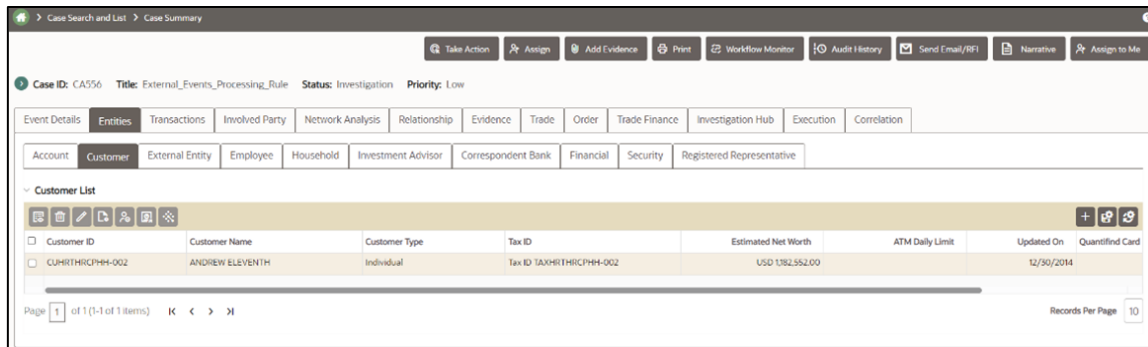 > Case Search and List > Case Summary
Take Action Assign Add Evidence Print Workflow Monitor Audit History Send Email/RFI Narrative Assign to Me
Case ID: CA556 Title: External_Events_Processing_Rule Status: Investigation Priority: Low
Event Details Entities Transactions Involved Party Network Analysis Relationship Evidence Trade Order Trade Finance Investigation Hub Execution Correlation
Account Customer External Entity Employee Household Investment Advisor Correspondent Bank Financial Security Registered Representative
Customer List
Customer ID Customer Name Customer Type Tax ID Estimated Net Worth ATM Daily Limit Updated On Quantifind Card
CUHRTHRCPHH-002 ANDREW ELEVENTH Individual Tax ID TAXHRTHRCPHH-002 USD 1,182,552.00 12/30/2014
Page 1 of 1 (1-1 of 1 items) Records Per Page 10